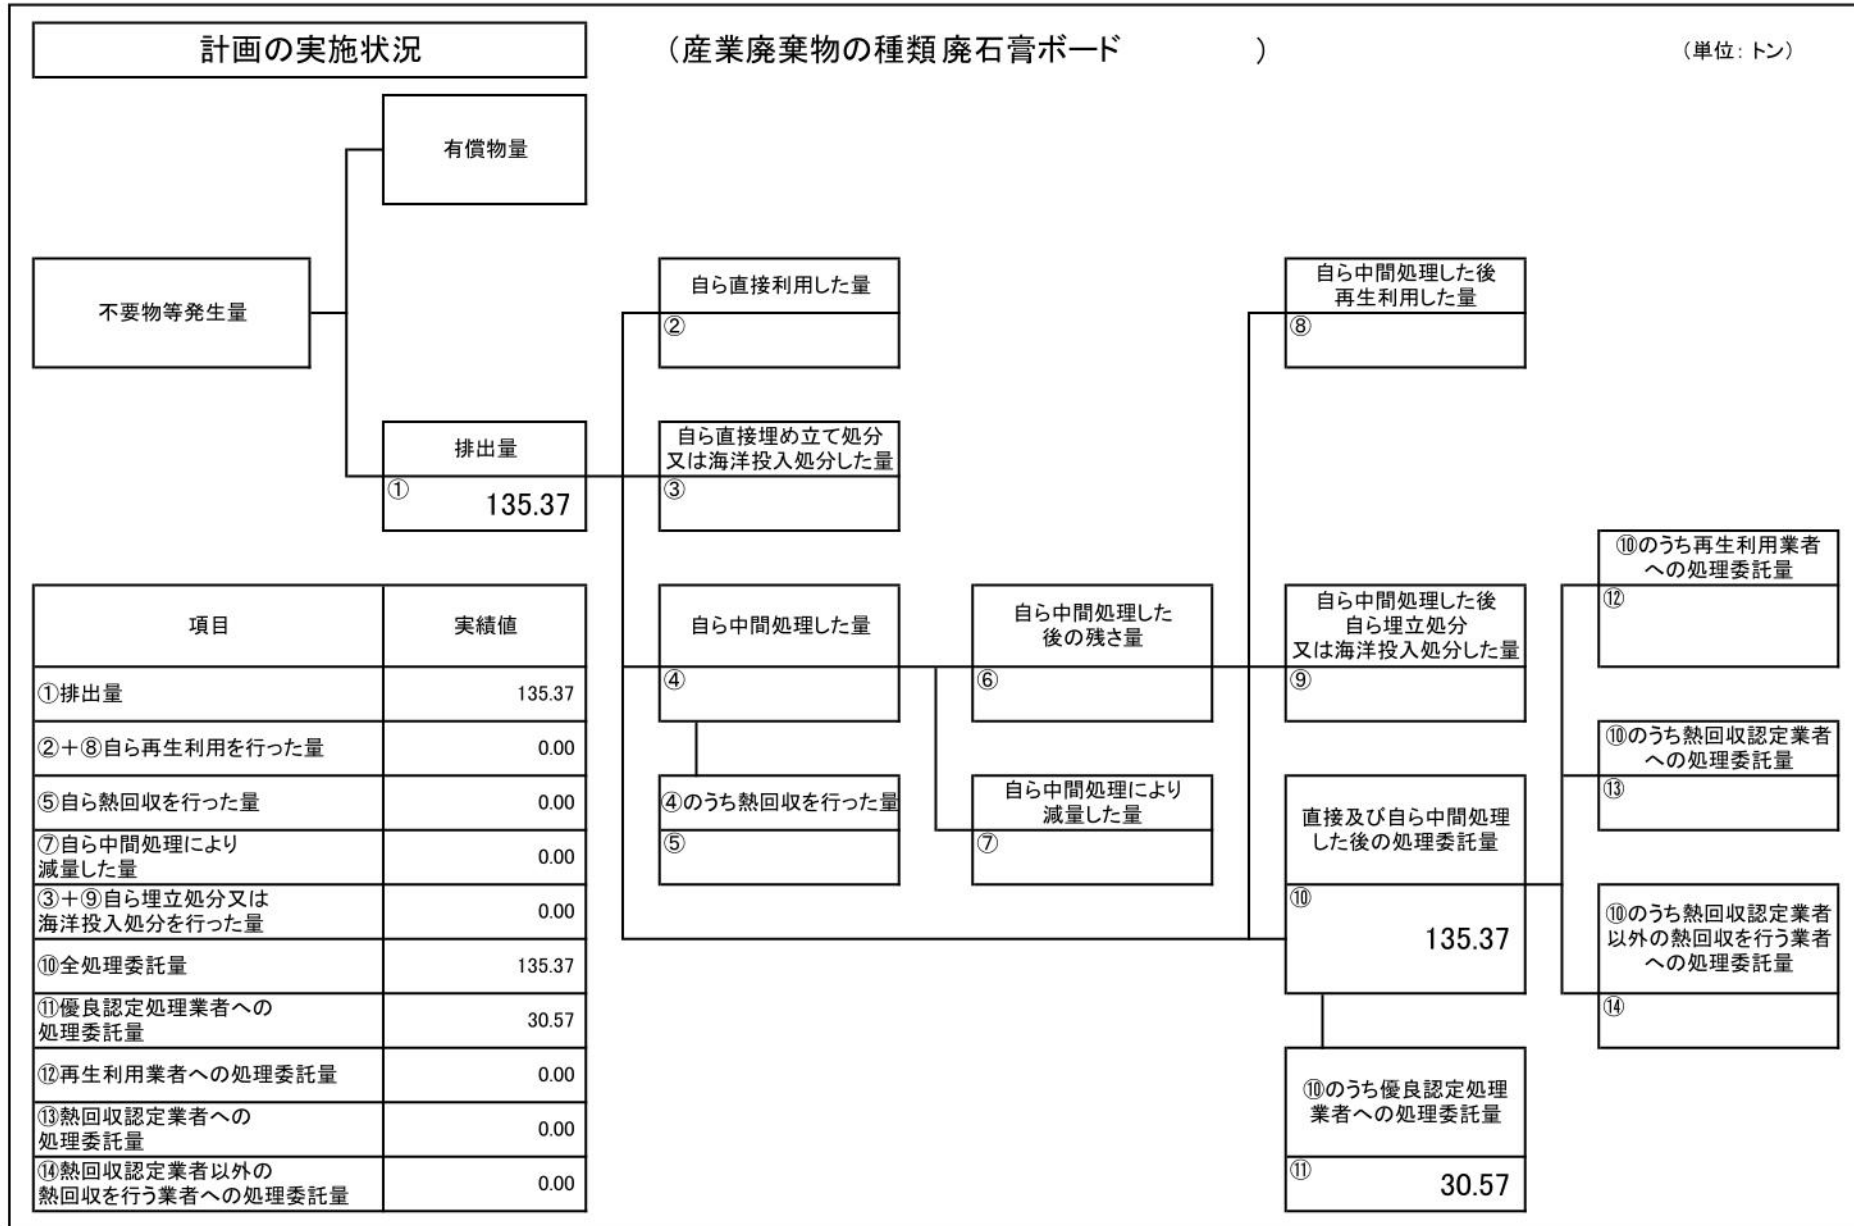 計画の実施状況
（産業廃棄物の種類 廃石膏ボード　　　　）
（単位：トン）
有償物量
不要物等発生量
自ら直接利用した量
②
自ら中間処理した後
再生利用した量
⑧
排出量
①
135.37
自ら直接埋め立て処分
又は海洋投入処分した量
③
⑩のうち再生利用業者
への処理委託量
⑫
自ら中間処理した量
④
自ら中間処理した
後の残さ量
⑥
自ら中間処理した後
自ら埋立処分
又は海洋投入処分した量
⑨
⑩のうち熱回収認定業者
への処理委託量
⑬
④のうち熱回収を行った量
⑤
自ら中間処理により
減量した量
⑦
直接及び自ら中間処理
した後の処理委託量
⑩
135.37
⑩のうち熱回収認定業者
以外の熱回収を行う業者
への処理委託量
⑭
⑩のうち優良認定処理
業者への処理委託量
⑪
30.57
項目 実績値
①排出量 135.37
②＋⑧自ら再生利用を行った量 0.00
⑤自ら熱回収を行った量 0.00
⑦自ら中間処理により
減量した量 0.00
③＋⑨自ら埋立処分又は
海洋投入処分を行った量 0.00
⑩全処理委託量 135.37
⑪優良認定処理業者への
処理委託量 30.57
⑫再生利用業者への処理委託量 0.00
⑬熱回収認定業者への
処理委託量 0.00
⑭熱回収認定業者以外の
熱回収を行う業者への処理委託量 0.00